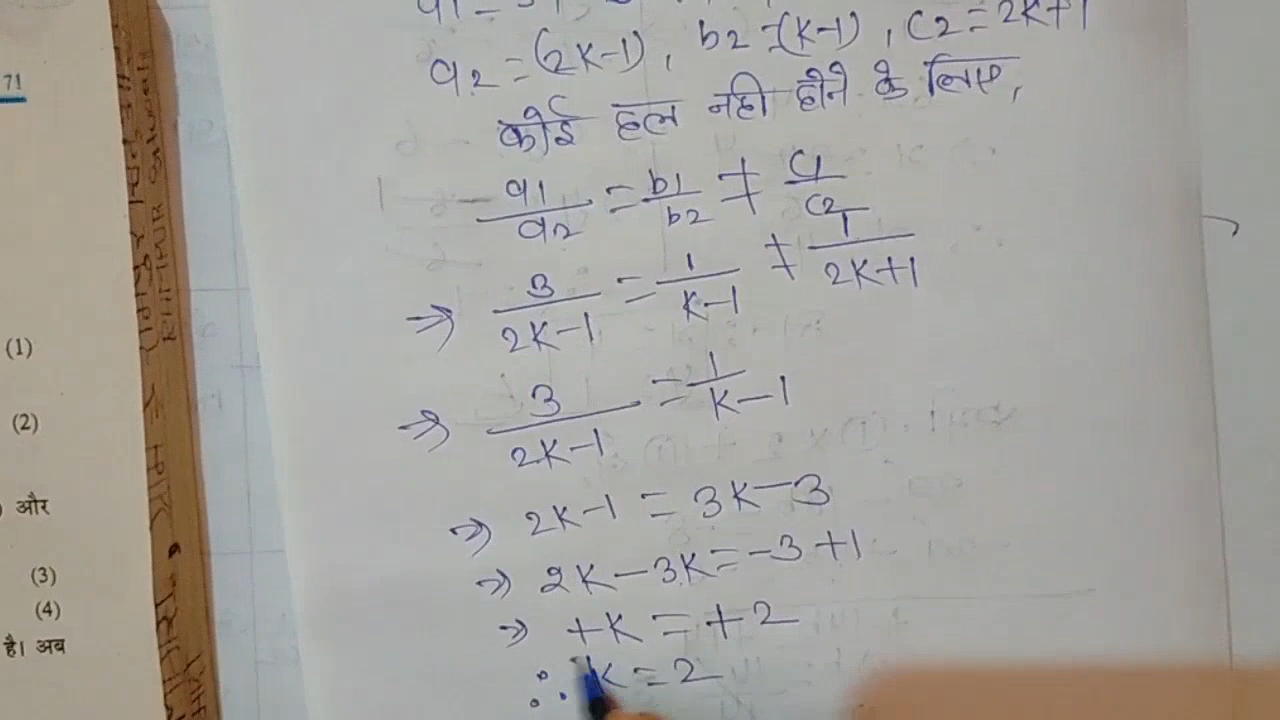 a2 = (2K-1), b2 = (K-1), C2 = 2K+1
कोई हल नही होने के लिए,
a1/a2 = b1/b2 ≠ C1/C2
⇒ 3/2K-1 = 1/K-1 ≠ 1/2K+1
⇒ 3/2K-1 = 1/K-1
⇒ 2K-1 = 3K-3
⇒ 2K-3K = -3+1
⇒ +K = +2
∴ K = 2
71
(1)
(2)
और
(3)
(4)
है। अब